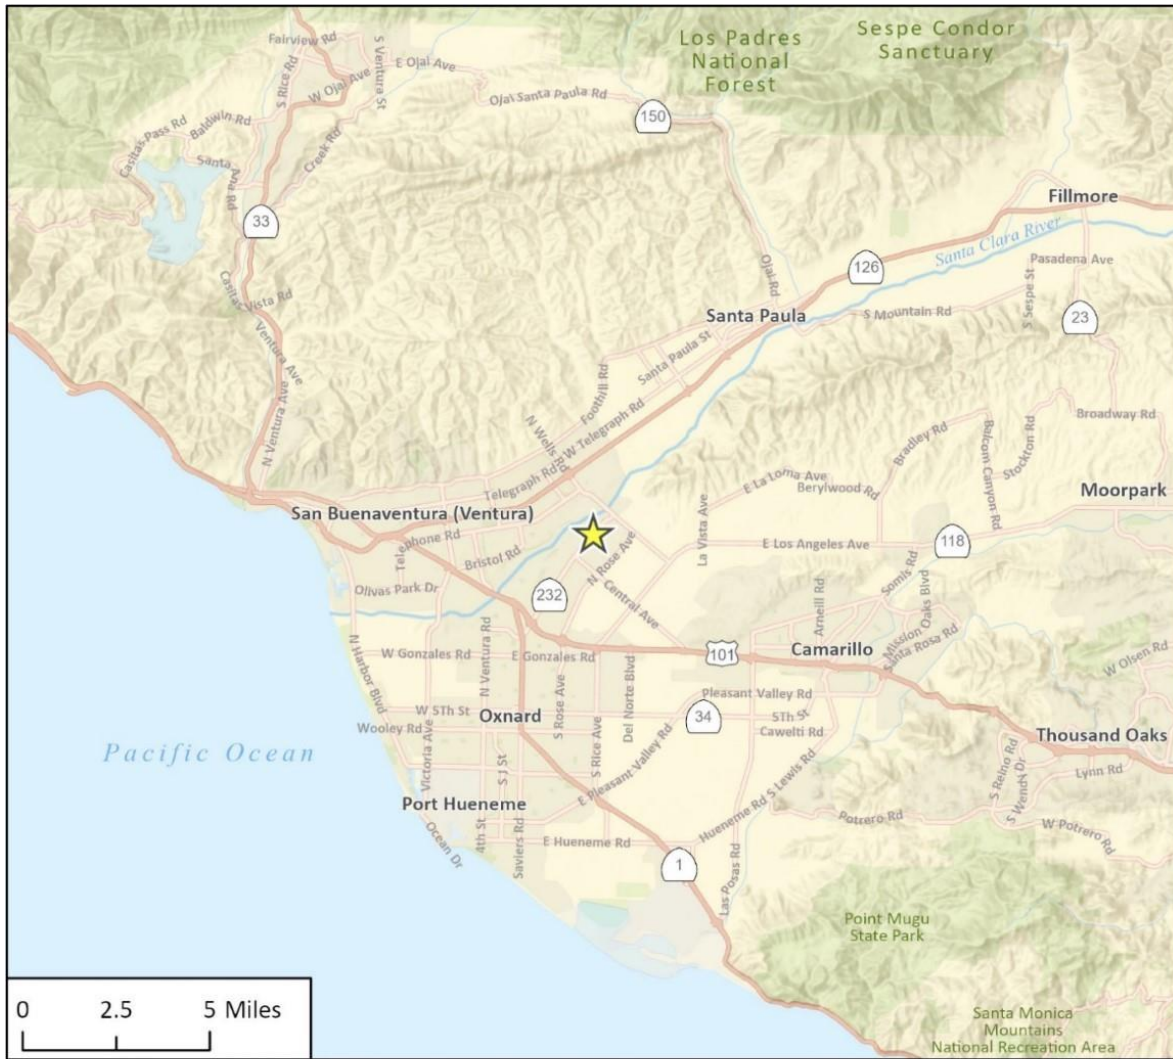 Los Padres
National
Forest
Sespe Condor
Sanctuary
Fairview Rd
S Rice Rd
W Ojai Ave
S Ventura St
E Ojai Ave
Ojai Santa Paula Rd
150
Casitas Pass Rd
Baldwin Rd
Santa Ana Rd
Creek Rd
33
Casitas Vista Rd
Ventura Ave
N Ventura Ave
Ojai Rd
Fillmore
Santa Clara River
126
Pasadena Ave
S Sespe St
23
Santa Paula
S Mountain Rd
Santa Paula St
Foothill Rd
W Telegraph Rd
N Wells Rd
Telegraph Rd
Broadway Rd
Bradley Rd
Balcom Canyon Rd
Stockton Rd
E La Loma Ave
Berylwood Rd
La Vista Ave
Moorpark
San Buenaventura (Ventura)
Telephone Rd
Bristol Rd
Olivas Park Dr
232
N Rose Ave
Central Ave
E Los Angeles Ave
118
Somis Rd
Arneill Rd
Mission Oaks Blvd
Santa Rosa Rd
N Harbor Blvd
W Gonzales Rd
N Ventura Rd
E Gonzales Rd
101
Camarillo
W Olsen Rd
Pleasant Valley Rd
Del Norte Blvd
S Rose Ave
W 5Th St
Oxnard
34
5Th St
Cawelti Rd
Wooley Rd
Victoria Ave
S J St
S Rice Ave
E Pleasant Valley Rd
Thousand Oaks
S Reino Rd
S Wendy Dr
Lynn Rd
Pacific Ocean
Port Hueneme
Ocean Dr
4th St
Saviers Rd
E Hueneme Rd
Hueneme Rd
S Lewis Rd
Potrero Rd
W Potrero Rd
1
Las Posas Rd
Point Mugu
State Park
Santa Monica
Mountains
National Recreation Area
0 2.5 5 Miles